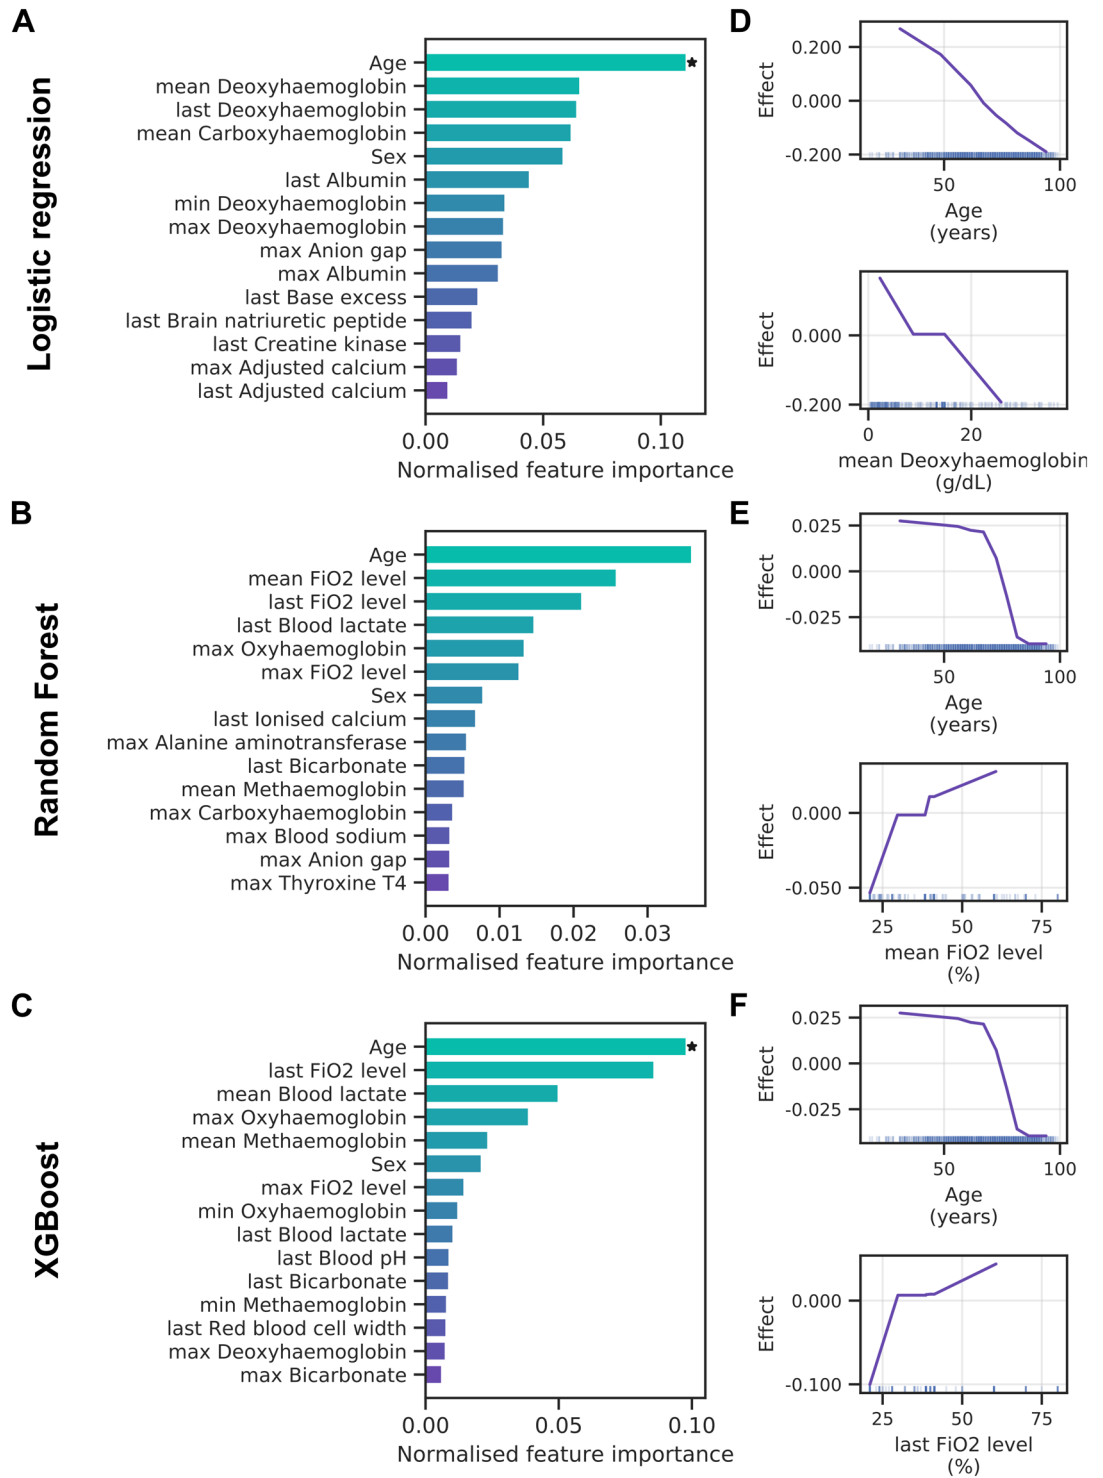 A
Logistic regression
Age
mean Deoxyhaemoglobin
last Deoxyhaemoglobin
mean Carboxyhaemoglobin
Sex
last Albumin
min Deoxyhaemoglobin
max Deoxyhaemoglobin
max Anion gap
max Albumin
last Base excess
last Brain natriuretic peptide
last Creatine kinase
max Adjusted calcium
last Adjusted calcium
0.00 0.05 0.10
Normalised feature importance
D
Effect
0.200
0.000
-0.200
50 100
Age
(years)
Effect
0.000
-0.200
0 20
mean Deoxyhaemoglobin
(g/dL)
B
Random Forest
Age
mean FiO2 level
last FiO2 level
last Blood lactate
max Oxyhaemoglobin
max FiO2 level
Sex
last Ionised calcium
max Alanine aminotransferase
last Bicarbonate
mean Methaemoglobin
max Carboxyhaemoglobin
max Blood sodium
max Anion gap
max Thyroxine T4
0.00 0.01 0.02 0.03
Normalised feature importance
E
Effect
0.025
0.000
-0.025
50 100
Age
(years)
Effect
0.000
-0.050
25 50 75
mean FiO2 level
(%)
C
XGBoost
Age
last FiO2 level
mean Blood lactate
max Oxyhaemoglobin
mean Methaemoglobin
Sex
max FiO2 level
min Oxyhaemoglobin
last Blood lactate
last Blood pH
last Bicarbonate
min Methaemoglobin
last Red blood cell width
max Deoxyhaemoglobin
max Bicarbonate
0.00 0.05 0.10
Normalised feature importance
F
Effect
0.025
0.000
-0.025
50 100
Age
(years)
Effect
0.000
-0.100
25 50 75
last FiO2 level
(%)